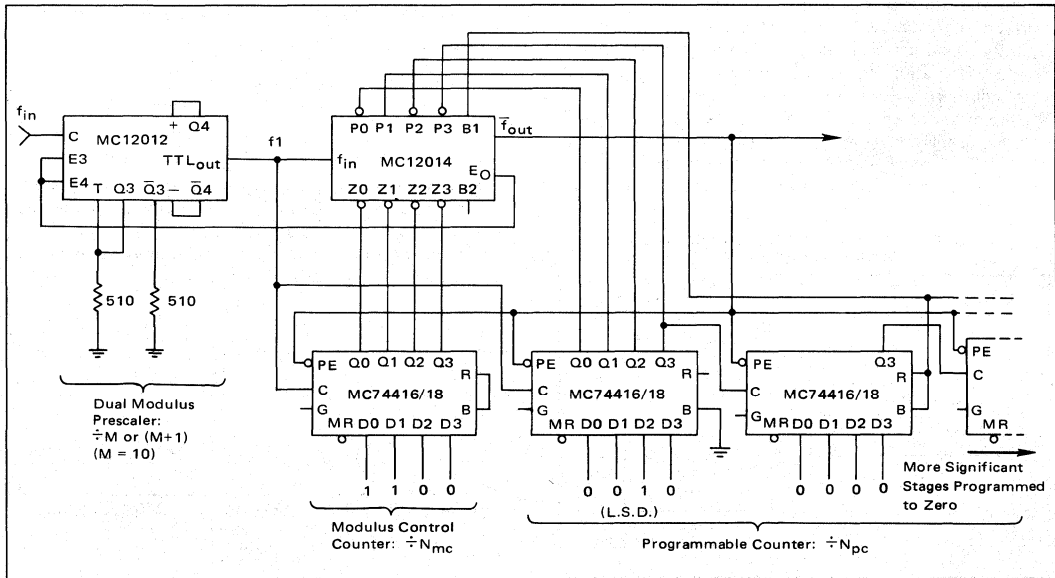 f_in
C MC12012 + Q4
E3 TTL_out
E4 T Q3 Q̅3 – Q̅4
510 510
Dual Modulus
Prescaler:
÷M or (M+1)
(M = 10)
f1
P0 P1 P2 P3 B1
f_in MC12014 E_O
Z0 Z1 Z2 Z3 B2
f̅_out
PE Q0 Q1 Q2 Q3
R
C MC74416/18
G B
MR D0 D1 D2 D3
1 1 0 0
Modulus Control
Counter: ÷N_mc
PE Q0 Q1 Q2 Q3
R
C MC74416/18
G B
MR D0 D1 D2 D3
0 0 1 0
(L.S.D.)
PE Q3
R
C MC74416/18
G B
MR D0 D1 D2 D3
0 0 0 0
PE
C
G
MR
More Significant
Stages Programmed
to Zero
Programmable Counter: ÷N_pc